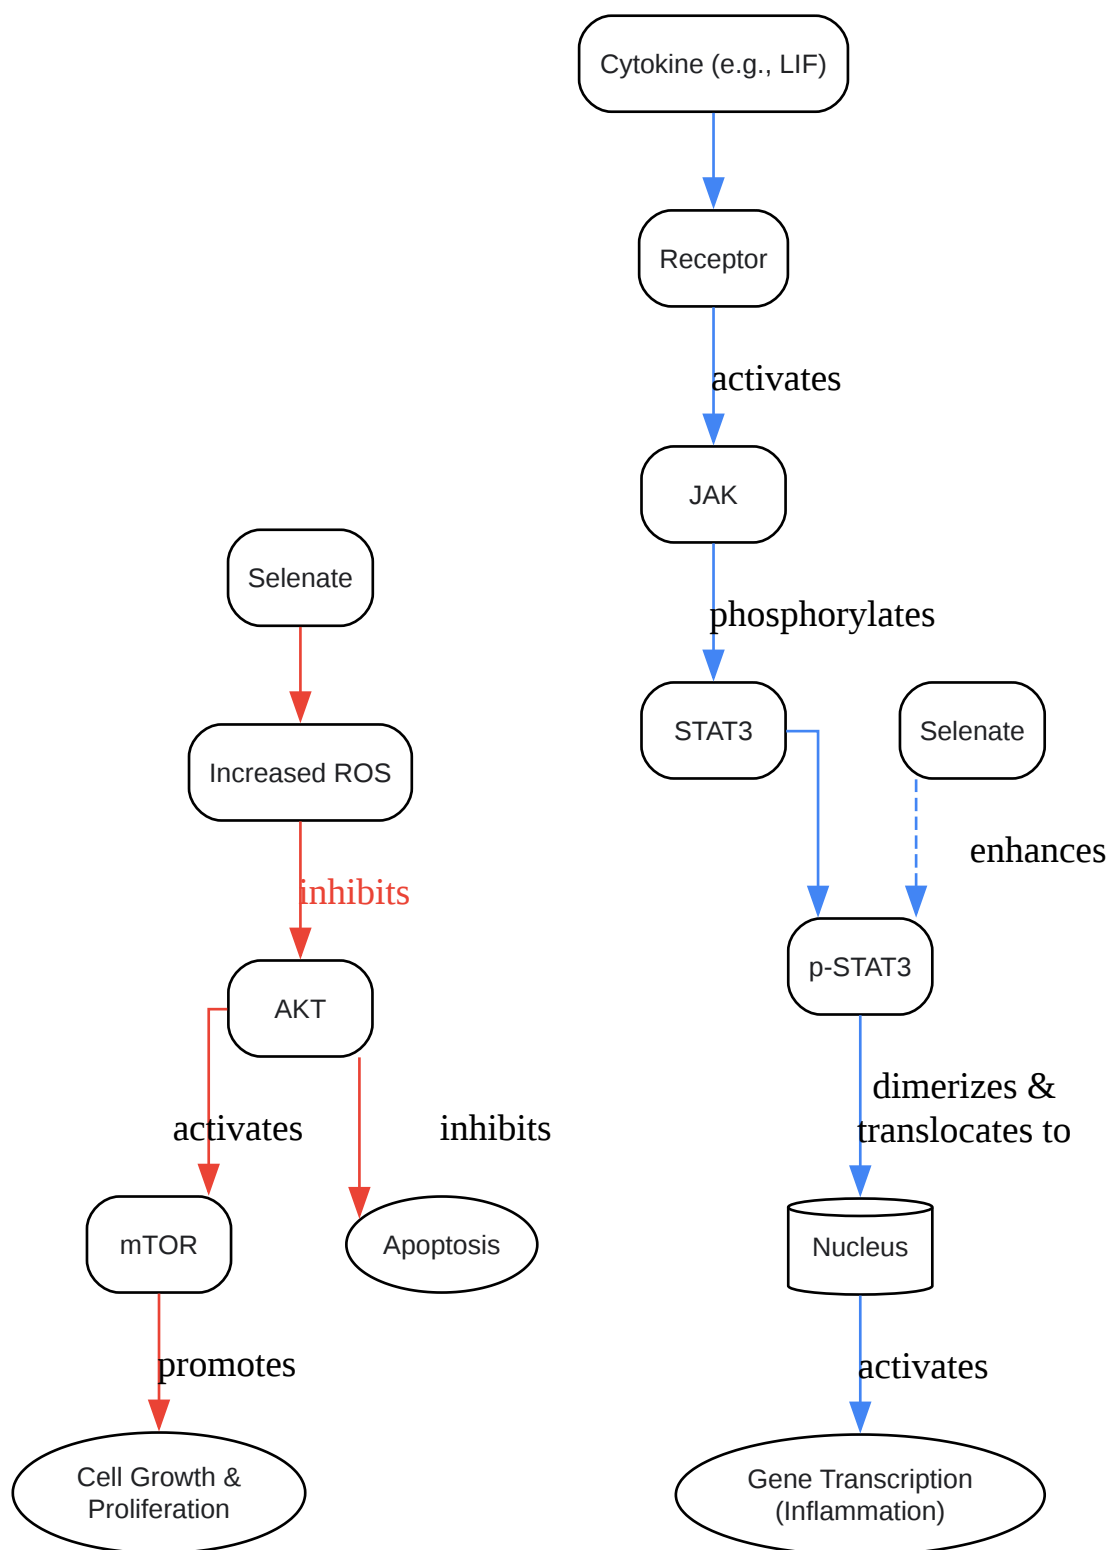 Cytokine (e.g., LIF)
Receptor
activates
JAK
phosphorylates
STAT3
Selenate
enhances
p-STAT3
dimerizes &
translocates to
Nucleus
activates
Gene Transcription
(Inflammation)
Selenate
Increased ROS
inhibits
AKT
activates
inhibits
mTOR
Apoptosis
promotes
Cell Growth &
Proliferation